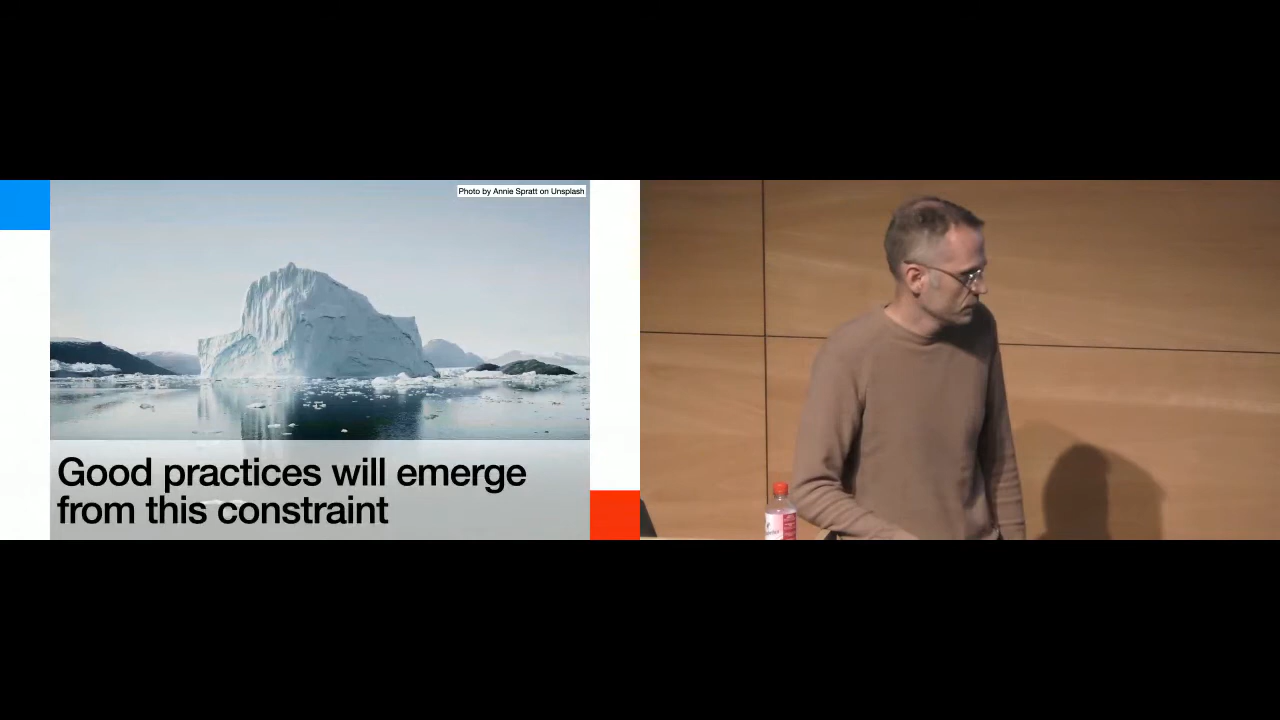 Photo by Annie Spratt on Unsplash
Good practices will emerge
from this constraint